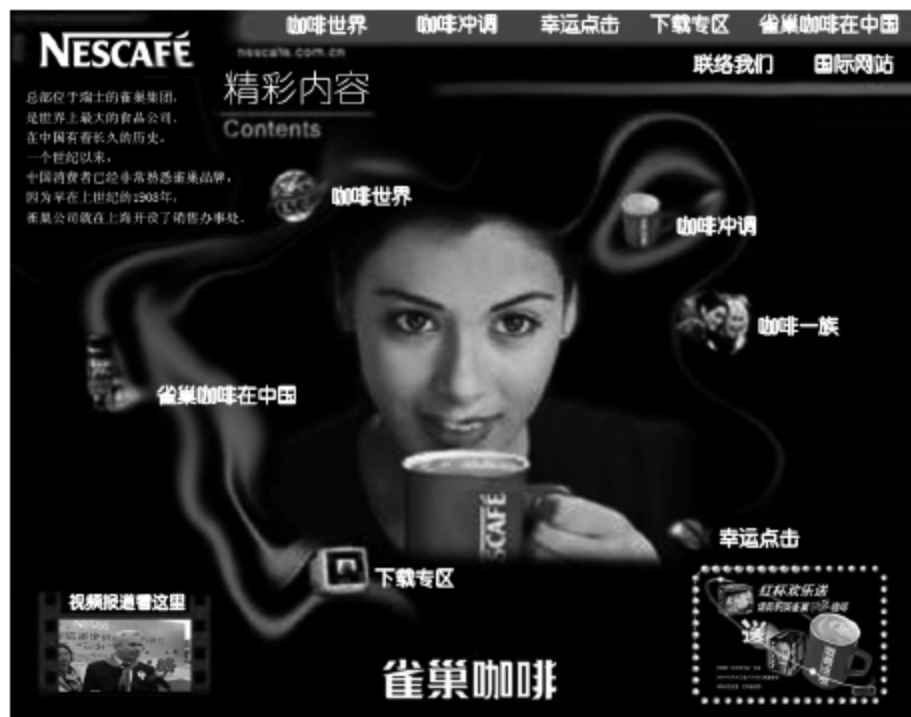 咖啡世界 咖啡冲调 幸运点击 下载专区 雀巢咖啡在中国
联络我们 国际网站
NESCAFÉ
nescafe.com.cn
精彩内容
Contents
总部位于瑞士的雀巢集团,
是世界上最大的食品公司,
在中国有着长久的历史。
一个世纪以来,
中国消费者已经非常熟悉雀巢品牌,
因为早在上世纪的1908年,
雀巢公司就在上海开设了销售办事处。
咖啡世界
咖啡冲调
咖啡一族
雀巢咖啡在中国
NESCAFÉ
幸运点击
下载专区
视频报道看这里
红杯欢乐送
送
雀巢咖啡